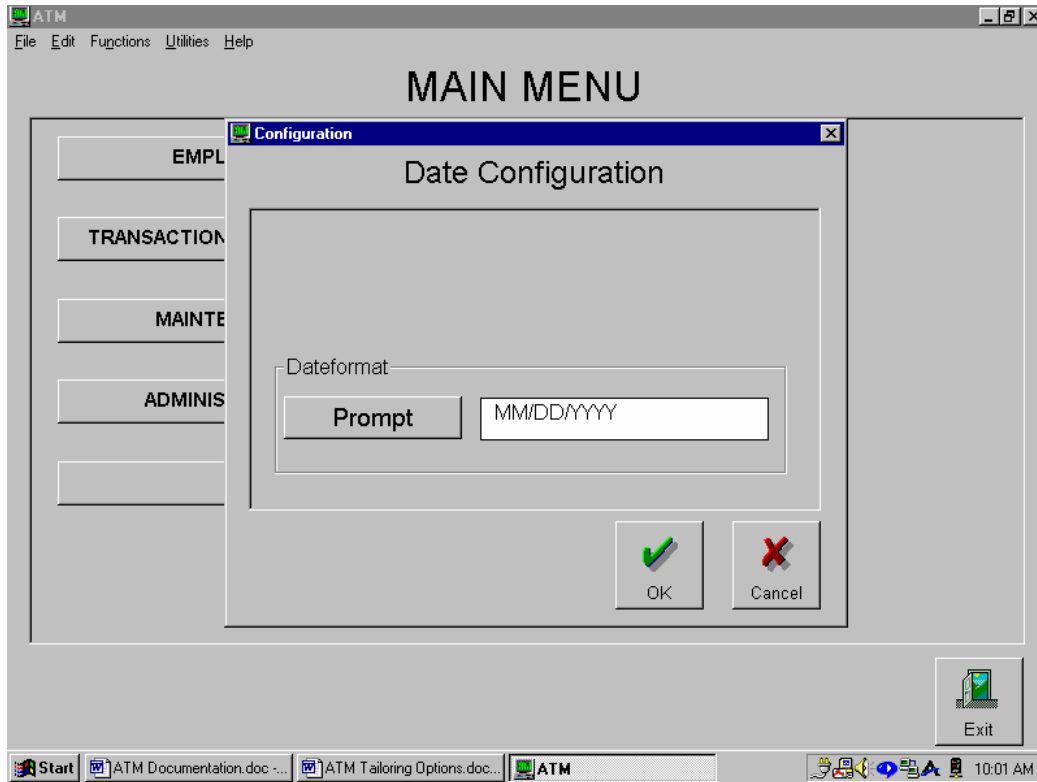 ATM
File Edit Functions Utilities Help
MAIN MENU
EMPL
TRANSACTION
MAINTE
ADMINIS
Configuration
Date Configuration
Dateformat
Prompt
MM/DD/YYYY
OK
Cancel
Exit
Start
ATM Documentation.doc -...
ATM Tailoring Options.doc...
ATM
10:01 AM